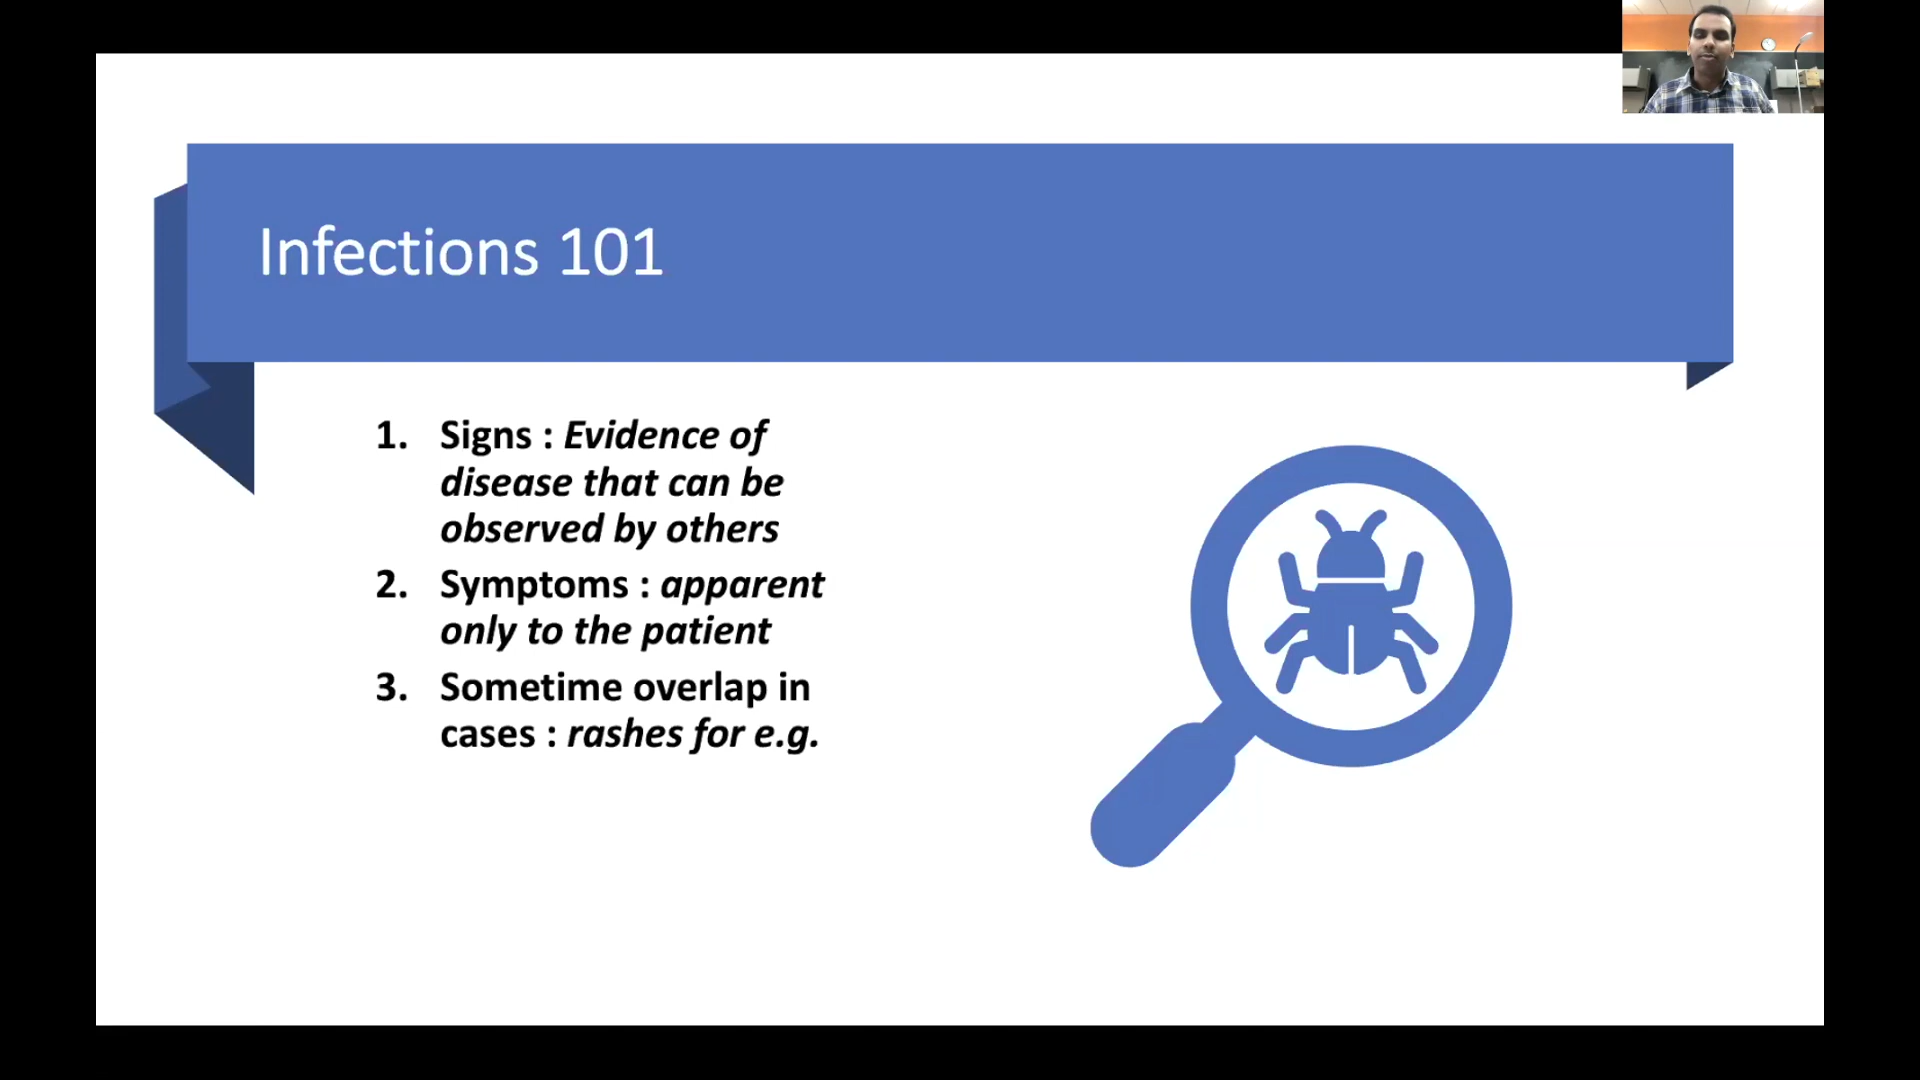 Infections 101
1. Signs : Evidence of
disease that can be
observed by others
2. Symptoms : apparent
only to the patient
3. Sometime overlap in
cases : rashes for e.g.